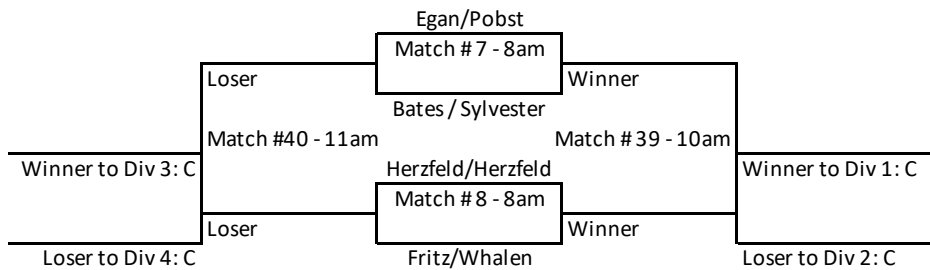 Egan/Pobst
Match # 7 - 8am
Loser
Winner
Bates / Sylvester
Match #40 - 11am
Match # 39 - 10am
Winner to Div 3: C
Herzfeld/Herzfeld
Winner to Div 1: C
Match # 8 - 8am
Loser
Winner
Loser to Div 4: C
Fritz/Whalen
Loser to Div 2: C